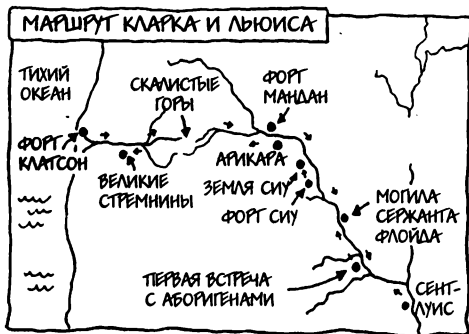 МАРШРУТ КЛАРКА И ЛЬЮИСА
ТИХИЙ
ОКЕАН
СКАЛИСТЫЕ
ГОРЫ
ФОРТ
МАНДАН
ФОРТ
КЛАТСОП
ВЕЛИКИЕ
СТРЕМНИНЫ
АРИКАРА
ЗЕМЛЯ СИУ
ФОРТ СИУ
МОГИЛА
СЕРЖАНТА
ФЛОЙДА
ПЕРВАЯ ВСТРЕЧА
С АБОРИГЕНАМИ
СЕНТ-
ЛУИС